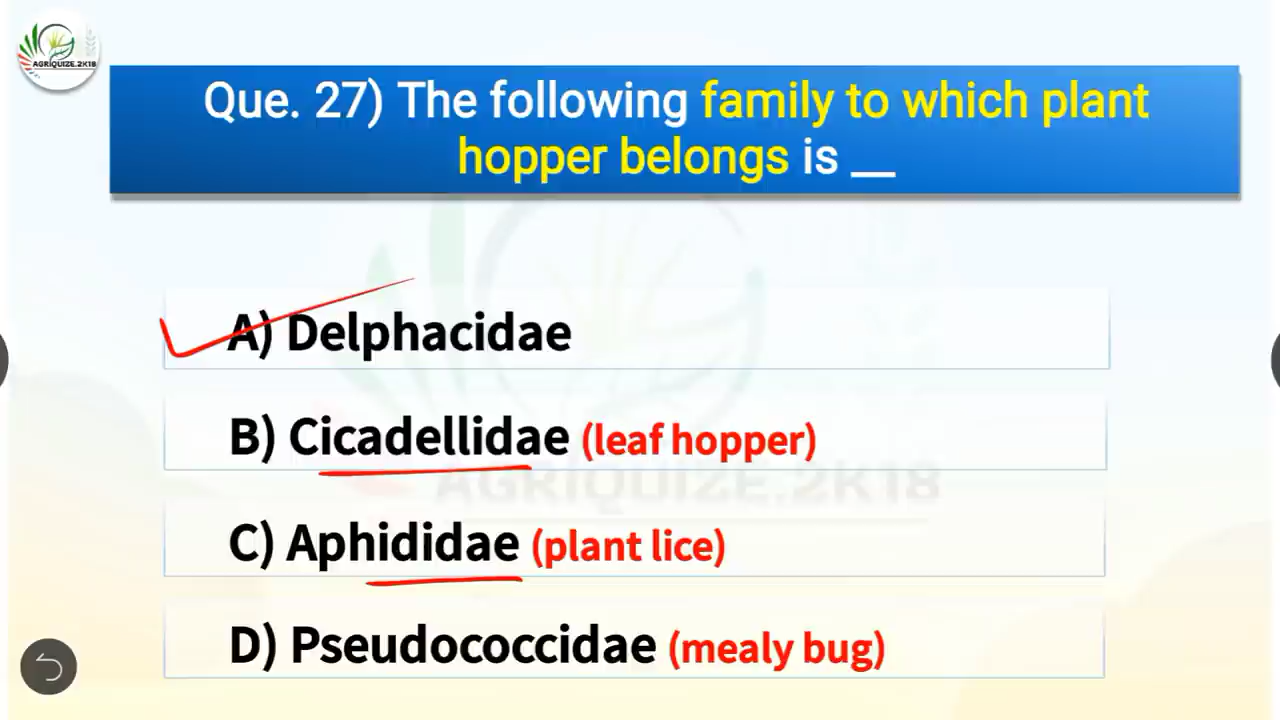 AGRIQUIZE.2K18
Que. 27) The following family to which plant
hopper belongs is __
A) Delphacidae
B) Cicadellidae (leaf hopper)
AGRIQUIZE.2K18
C) Aphididae (plant lice)
D) Pseudococcidae (mealy bug)